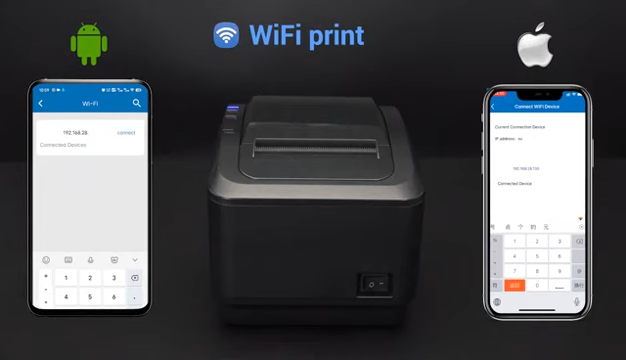 WiFi print
Wi-Fi
192.168.28
connect
Connected Devices
1 2 3
4 5 6
Connect WIFI Device
Current Connection Device
IP address:
Connected Device
1 2 3
4 5 6
7 8 9
0